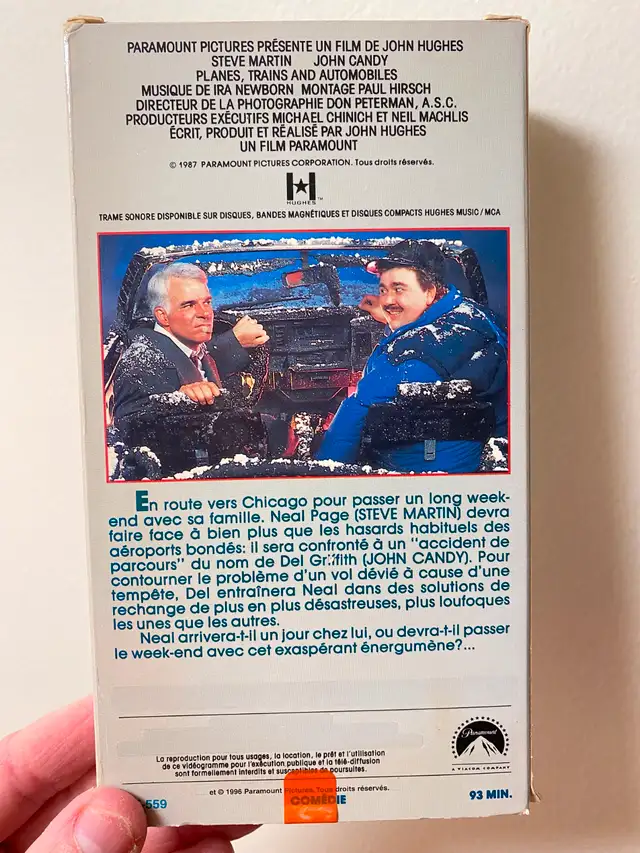 PARAMOUNT PICTURES PRÉSENTE UN FILM DE JOHN HUGHES
STEVE MARTIN JOHN CANDY
PLANES, TRAINS AND AUTOMOBILES
MUSIQUE DE IRA NEWBORN MONTAGE PAUL HIRSCH
DIRECTEUR DE LA PHOTOGRAPHIE DON PETERMAN, A.S.C.
PRODUCTEURS EXÉCUTIFS MICHAEL CHINICH ET NEIL MACHLIS
ÉCRIT, PRODUIT ET RÉALISÉ PAR JOHN HUGHES
UN FILM PARAMOUNT
© 1987 PARAMOUNT PICTURES CORPORATION. Tous droits réservés.
H
HUGHES™
TRAME SONORE DISPONIBLE SUR DISQUES, BANDES MAGNÉTIQUES ET DISQUES COMPACTS HUGHES MUSIC / MCA
En route vers Chicago pour passer un long week-
end avec sa famille. Neal Page (STEVE MARTIN) devra
faire face à bien plus que les hasards habituels des
aéroports bondés: il sera confronté à un "accident de
parcours" du nom de Del Griffith (JOHN CANDY). Pour
contourner le problème d'un vol dévié à cause d'une
tempête, Del entraînera Neal dans des solutions de
rechange de plus en plus désastreuses, plus loufoques
les unes que les autres.
Neal arrivera-t-il un jour chez lui, ou devra-t-il passer
le week-end avec cet exaspérant énergumène?...
La reproduction pour tous usages, la location, le prêt et l'utilisation
de ce vidéogramme pour l'exécution publique et la télé-diffusion
sont formellement interdits et susceptibles de poursuites.
Paramount
A VIACOM COMPANY
et © 1996 Paramount Pictures. Tous droits réservés.
559
COMÉDIE
93 MIN.